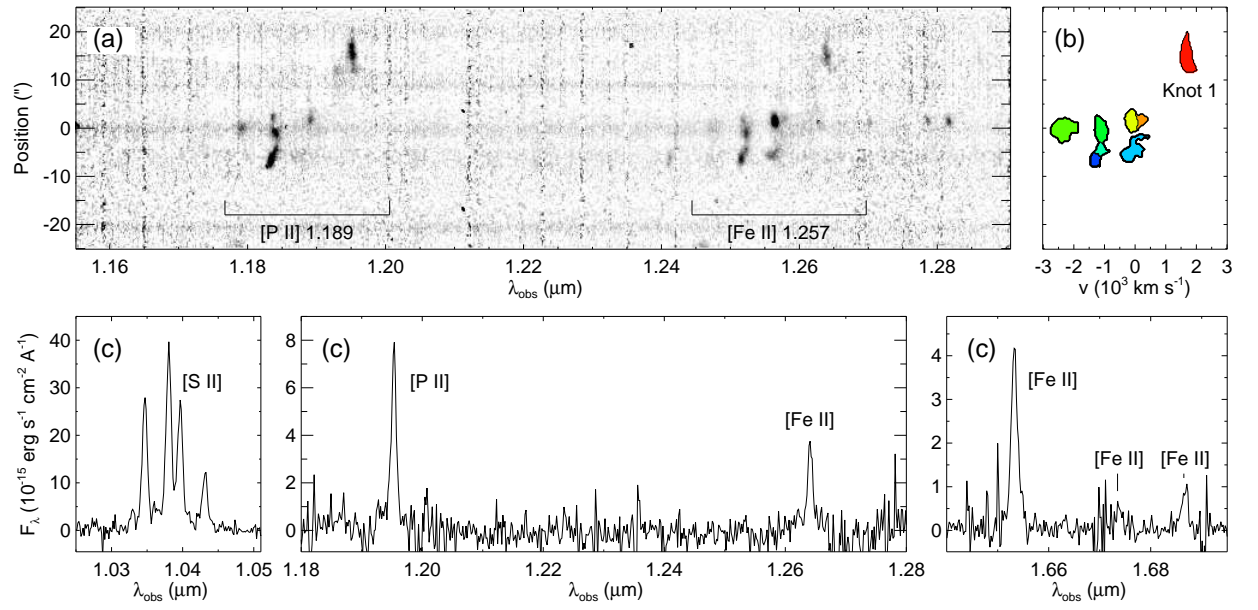 (a)
Position (")
20
10
0
-10
-20
[P II] 1.189
[Fe II] 1.257
1.16 1.18 1.20 1.22 1.24 1.26 1.28
λobs (μm)
(b)
Knot 1
-3 -2 -1 0 1 2 3
v (10³ km s⁻¹)
(c)
[S II]
Fλ (10⁻¹⁵ erg s⁻¹ cm⁻² A⁻¹)
40
30
20
10
0
1.03 1.04 1.05
λobs (μm)
(c)
[P II]
[Fe II]
8
6
4
2
0
1.18 1.20 1.22 1.24 1.26 1.28
λobs (μm)
(c)
[Fe II]
[Fe II] [Fe II]
4
3
2
1
0
1.66 1.68
λobs (μm)